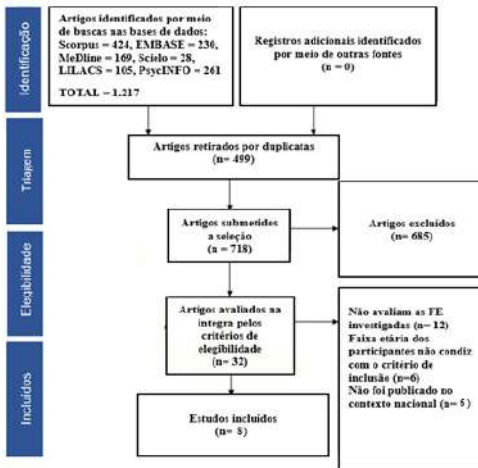 Identificação
Artigos identificados por meio
de buscas nas bases de dados:
Scorpus = 424, EMBASE = 230,
MeDline = 169, Scielo = 28,
LILACS = 105, PsycINFO = 261
TOTAL = 1.217
Registros adicionais identificados
por meio de outras fontes
(n = 0)
Triagem
Artigos retirados por duplicatas
(n= 499)
Artigos submetidos
a seleção
(n= 718)
Artigos excluídos
(n= 685)
Elegibilidade
Artigos avaliados na
integra pelos
critérios de
elegibilidade
(n= 32)
Não avaliam as FE
investigadas (n= 12)
Faixa etária dos
participantes não condiz
com o critério de
inclusão (n=6)
Não foi publicado no
contexto nacional (n= 6)
Incluídos
Estudos incluídos
(n= 8)